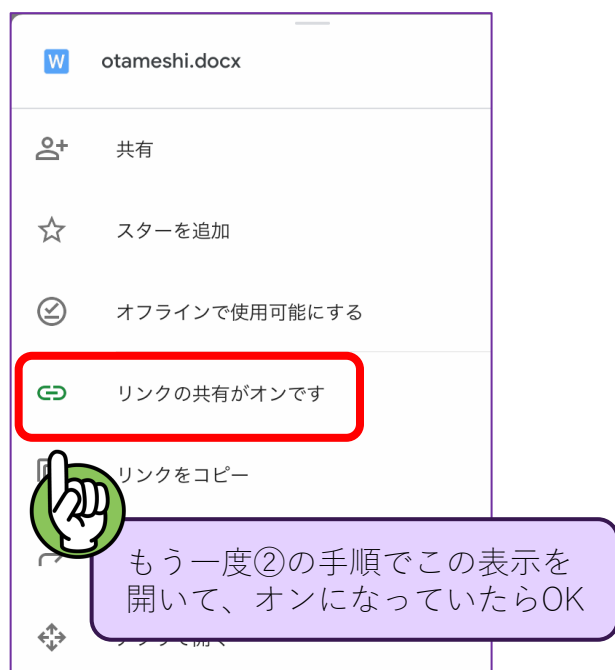 W otameshi.docx
共有
スターを追加
オフラインで使用可能にする
リンクの共有がオンです
リンクをコピー
もう一度②の手順でこの表示を
開いて、オンになっていたらOK